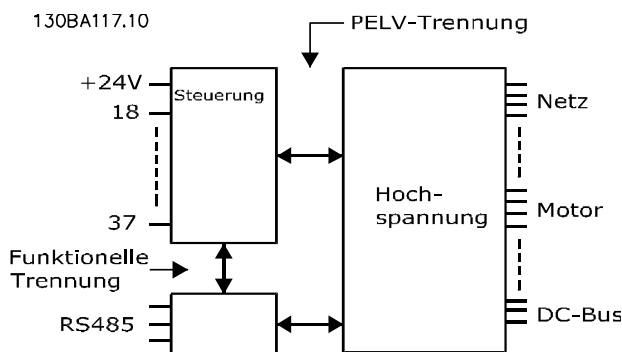 130BA117.10
PELV-Trennung
+24V
Steuerung
18
Netz
Hoch-
spannung
Motor
37
Funktionelle
Trennung
RS485
DC-Bus